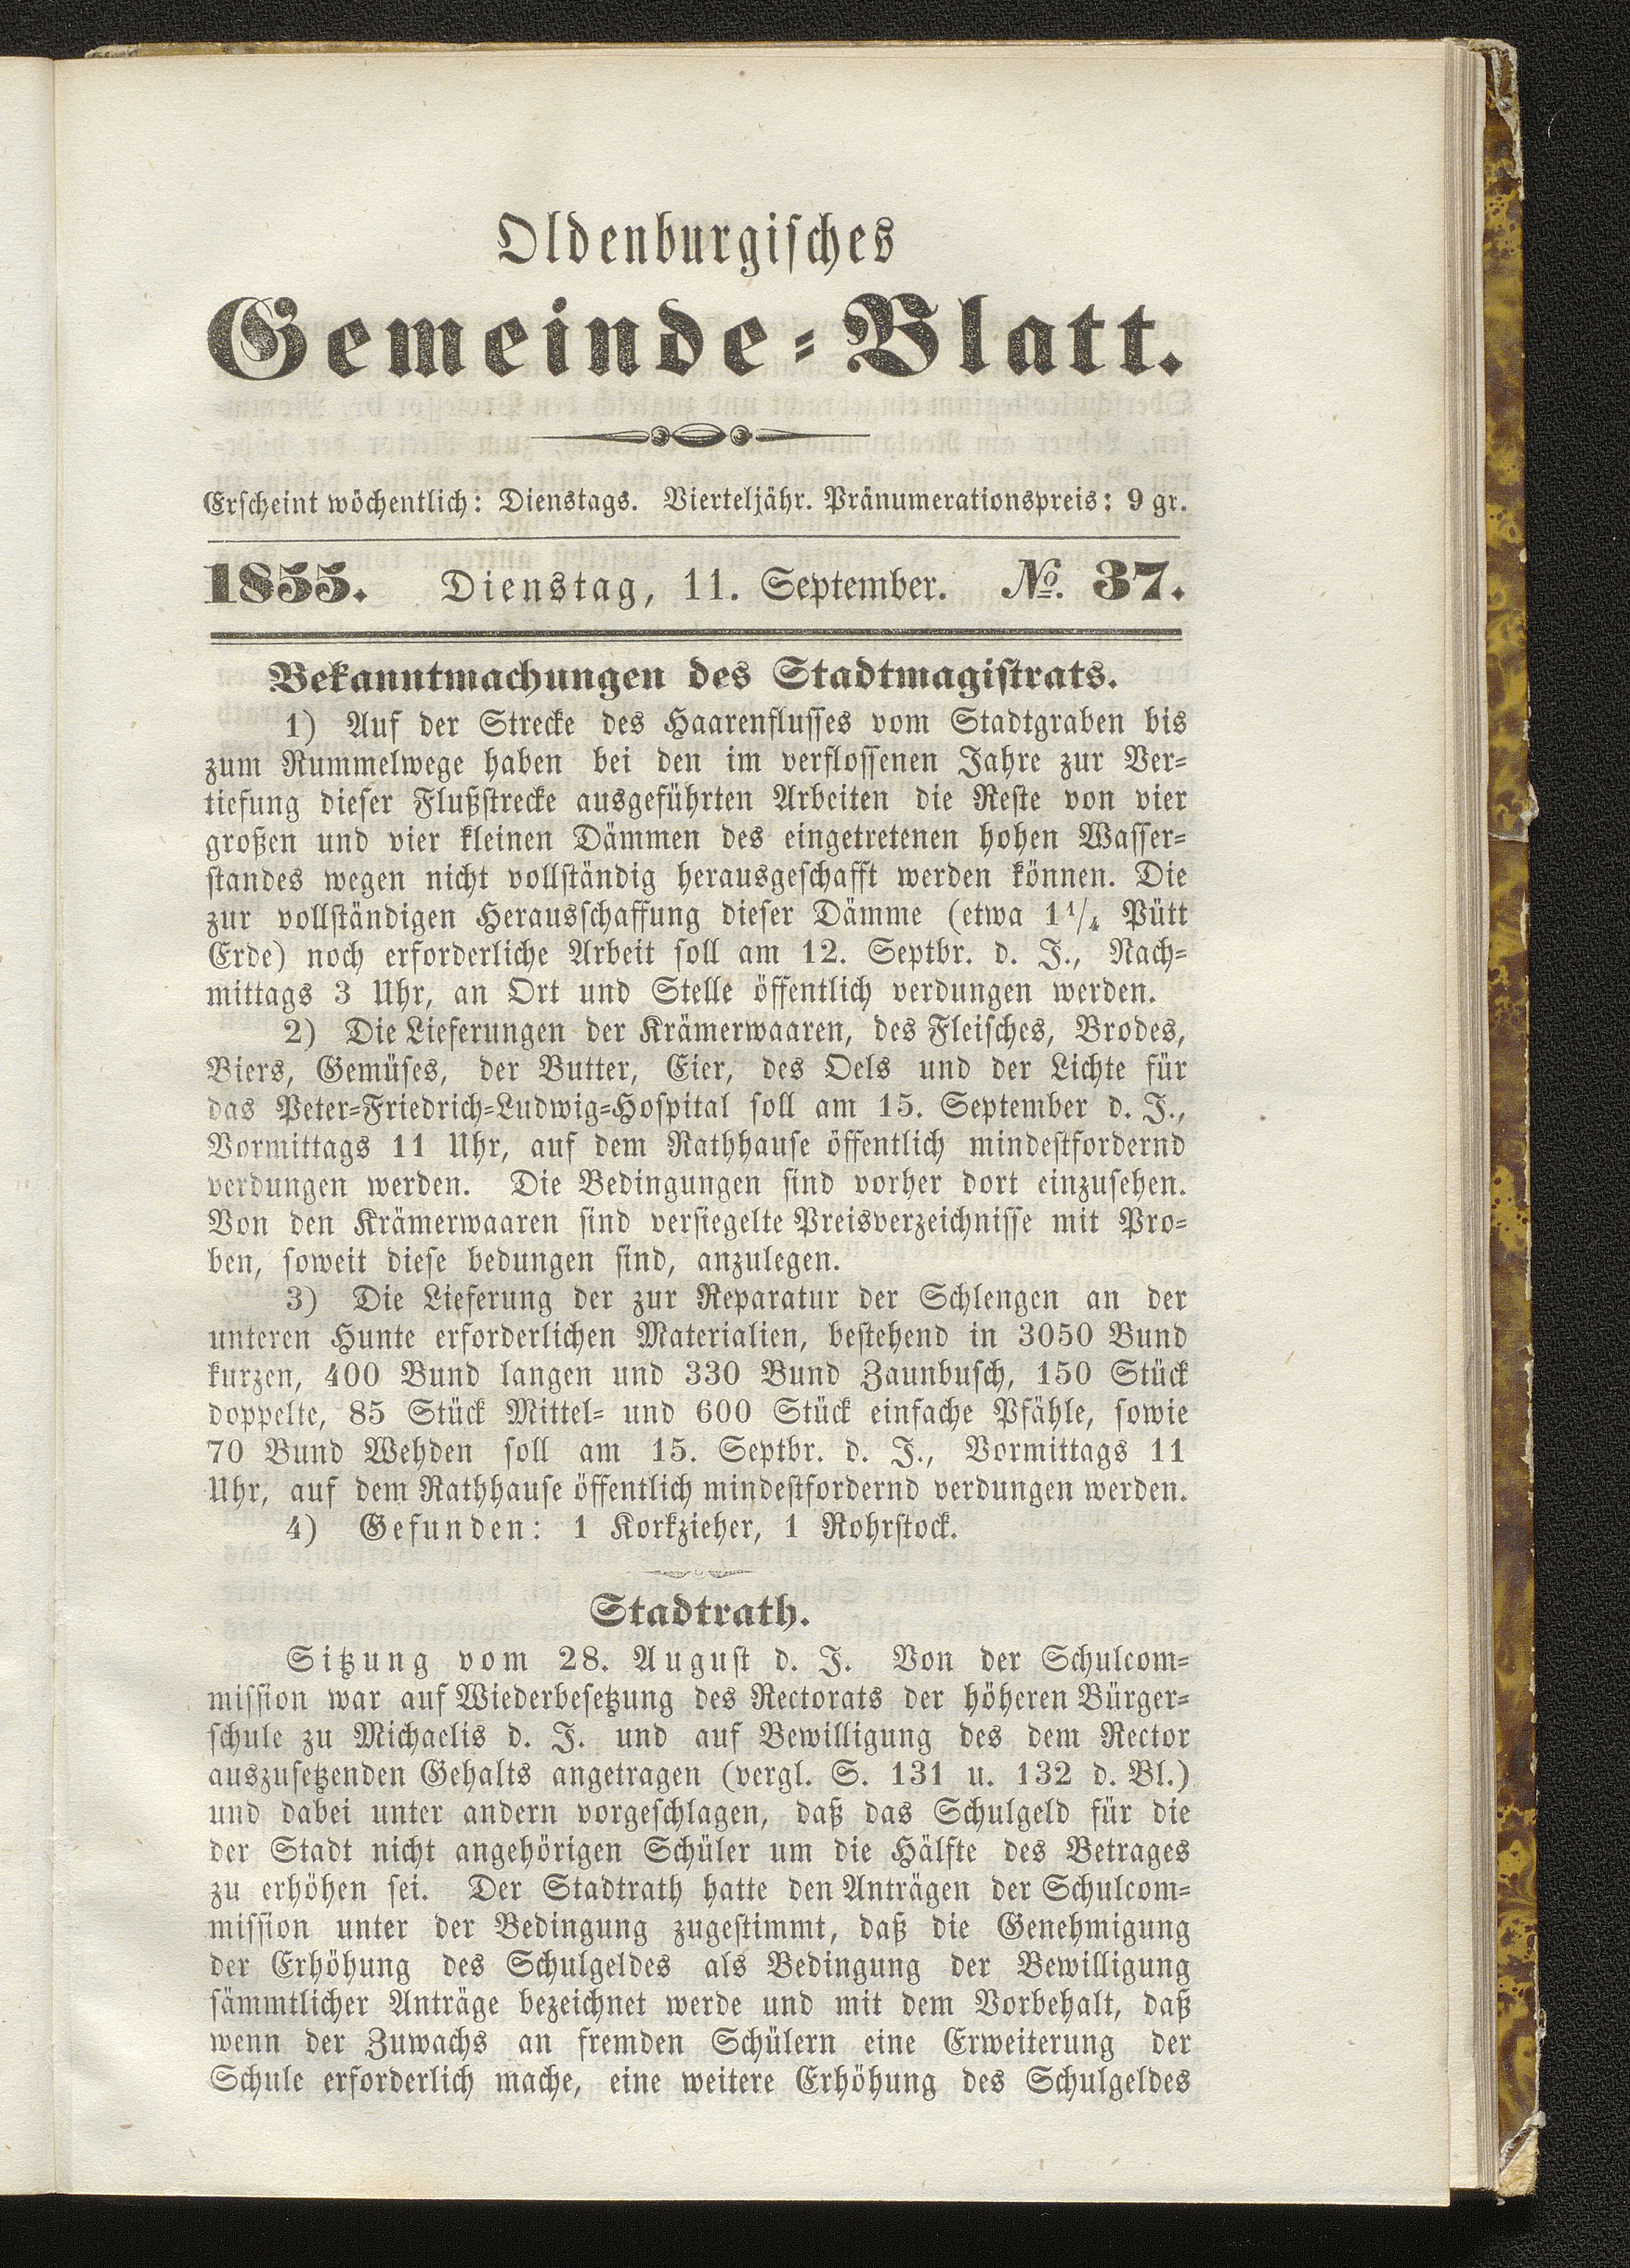 Oldenburgisches
Gemeinde-Blatt.
Erscheint wöchentlich: Dienstags. Vierteljähr. Pränumerationspreis: 9 gr.
1855. Dienstag, 11. September. No. 37.
Bekanntmachungen des Stadtmagistrats.
1) Auf der Strecke des Haarenflusses vom Stadtgraben bis
zum Rummelwege haben bei den im verflossenen Jahre zur Ver-
tiefung dieser Flußstrecke ausgeführten Arbeiten die Reste von vier
großen und vier kleinen Dämmen des eingetretenen hohen Wasser-
standes wegen nicht vollständig herausgeschafft werden können. Die
zur vollständigen Herausschaffung dieser Dämme (etwa 1 1/4 Pütt
Erde) noch erforderliche Arbeit soll am 12. Septbr. d. J., Nach-
mittags 3 Uhr, an Ort und Stelle öffentlich verdungen werden.
2) Die Lieferungen der Krämerwaaren, des Fleisches, Brodes,
Biers, Gemüses, der Butter, Eier, des Oels und der Lichte für
das Peter-Friedrich-Ludwig-Hospital soll am 15. September d. J.,
Vormittags 11 Uhr, auf dem Rathhause öffentlich mindestfordernd
verdungen werden. Die Bedingungen sind vorher dort einzusehen.
Von den Krämerwaaren sind versiegelte Preisverzeichnisse mit Pro-
ben, soweit diese bedungen sind, anzulegen.
3) Die Lieferung der zur Reparatur der Schlengen an der
unteren Hunte erforderlichen Materialien, bestehend in 3050 Bund
kurzen, 400 Bund langen und 330 Bund Zaunbusch, 150 Stück
doppelte, 85 Stück Mittel- und 600 Stück einfache Pfähle, sowie
70 Bund Wehden soll am 15. Septbr. d. J., Vormittags 11
Uhr, auf dem Rathhause öffentlich mindestfordernd verdungen werden.
4) Gefunden: 1 Korkzieher, 1 Rohrstock.
Stadtrath.
Sitzung vom 28. August d. J. Von der Schulcom-
mission war auf Wiederbesetzung des Rectorats der höheren Bürger-
schule zu Michaelis d. J. und auf Bewilligung des dem Rector
auszusetzenden Gehalts angetragen (vergl. S. 131 u. 132 d. Bl.)
und dabei unter andern vorgeschlagen, daß das Schulgeld für die
der Stadt nicht angehörigen Schüler um die Hälfte des Betrages
zu erhöhen sei. Der Stadtrath hatte den Anträgen der Schulcom-
mission unter der Bedingung zugestimmt, daß die Genehmigung
der Erhöhung des Schulgeldes als Bedingung der Bewilligung
sämmtlicher Anträge bezeichnet werde und mit dem Vorbehalt, daß
wenn der Zuwachs an fremden Schülern eine Erweiterung der
Schule erforderlich mache, eine weitere Erhöhung des Schulgeldes